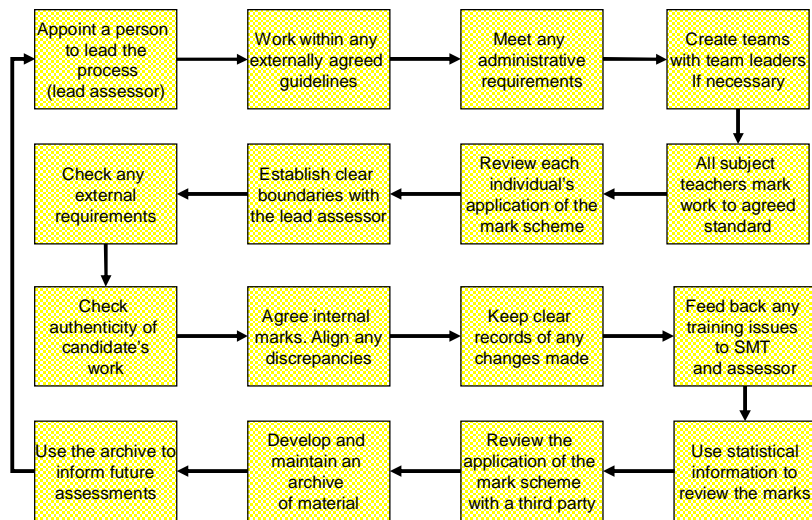 Appoint a person
to lead the
process
(lead assessor)
Work within any
externally agreed
guidelines
Meet any
administrative
requirements
Create teams
with team leaders
If necessary
Check any
external
requirements
Establish clear
boundaries with
the lead assessor
Review each
individual's
application of the
mark scheme
All subject
teachers mark
work to agreed
standard
Check
authenticity of
candidate's
work
Agree internal
marks. Align any
discrepancies
Keep clear
records of any
changes made
Feed back any
training issues
to SMT
and assessor
Use the archive to
inform future
assessments
Develop and
maintain an
archive
of material
Review the
application of the
mark scheme
with a third party
Use statistical
information to
review the marks